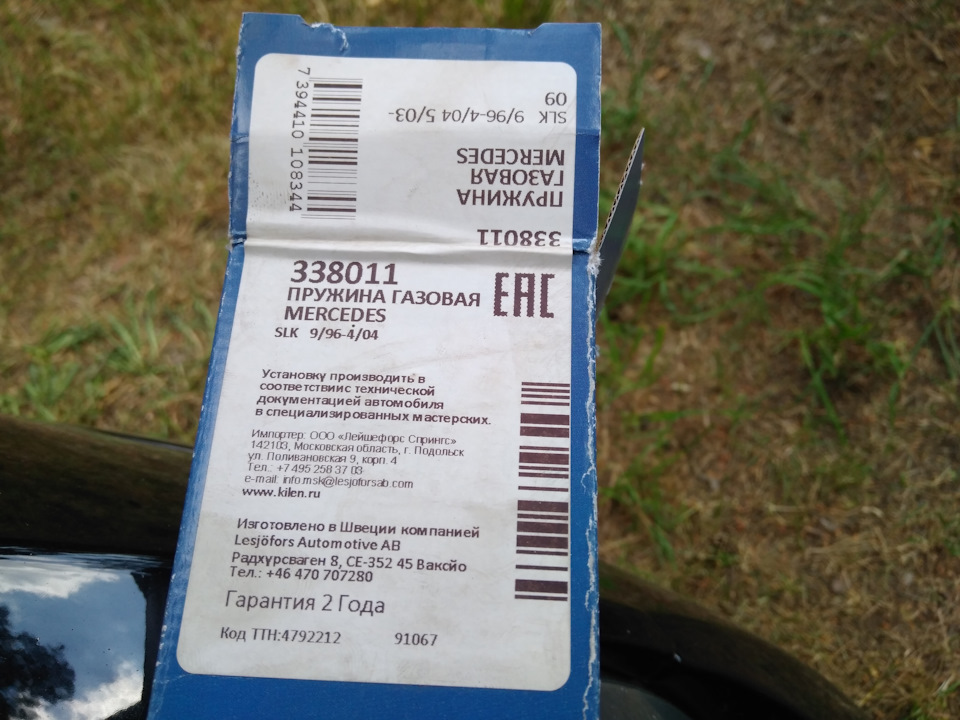 7 394410 108344
SLK 9/96-4/04 5/03-
09
ПРУЖИНА
ГАЗОВАЯ
MERCEDES
338011
338011
ПРУЖИНА ГАЗОВАЯ
MERCEDES
SLK 9/96-4/04
EAC
Установку производить в
соответствиис технической
документацией автомобиля
в специализированных мастерских.
Импортер: ООО «Лейшефорс Спрингс»
142103, Московская область, г. Подольск
ул. Поливановская 9, корп. 4
Тел.: +7 495 258 37 03
e-mail: info.msk@lesjoforsab.com
www.kilen.ru
Изготовлено в Швеции компанией
Lesjöfors Automotive AB
Радхурсваген 8, СЕ-352 45 Ваксйо
Тел.: +46 470 707280
Гарантия 2 Года
Код ТТН:4792212 91067